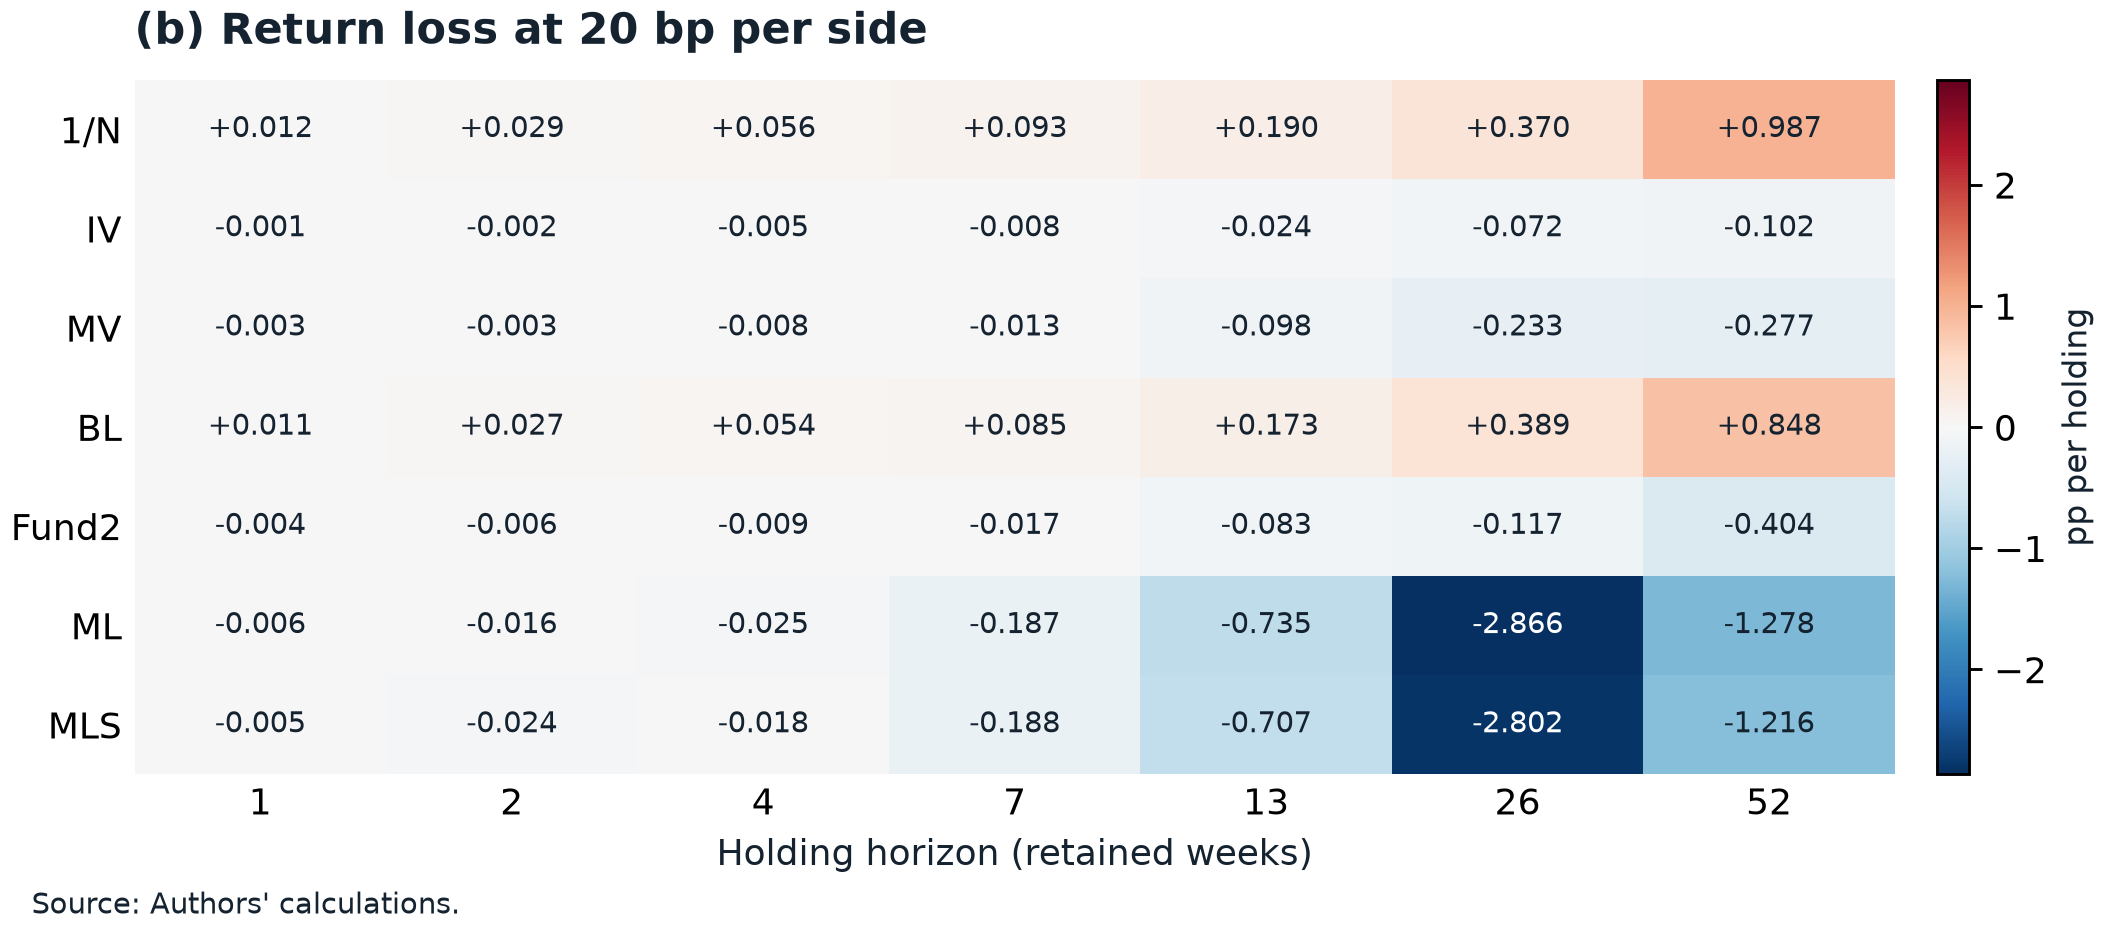 (b) Return loss at 20 bp per side
1/N +0.012 +0.029 +0.056 +0.093 +0.190 +0.370 +0.987
IV -0.001 -0.002 -0.005 -0.008 -0.024 -0.072 -0.102
MV -0.003 -0.003 -0.008 -0.013 -0.098 -0.233 -0.277
BL +0.011 +0.027 +0.054 +0.085 +0.173 +0.389 +0.848
Fund2 -0.004 -0.006 -0.009 -0.017 -0.083 -0.117 -0.404
ML -0.006 -0.016 -0.025 -0.187 -0.735 -2.866 -1.278
MLS -0.005 -0.024 -0.018 -0.188 -0.707 -2.802 -1.216
1 2 4 7 13 26 52
Holding horizon (retained weeks)
2
1
0
−1
−2
pp per holding
Source: Authors' calculations.